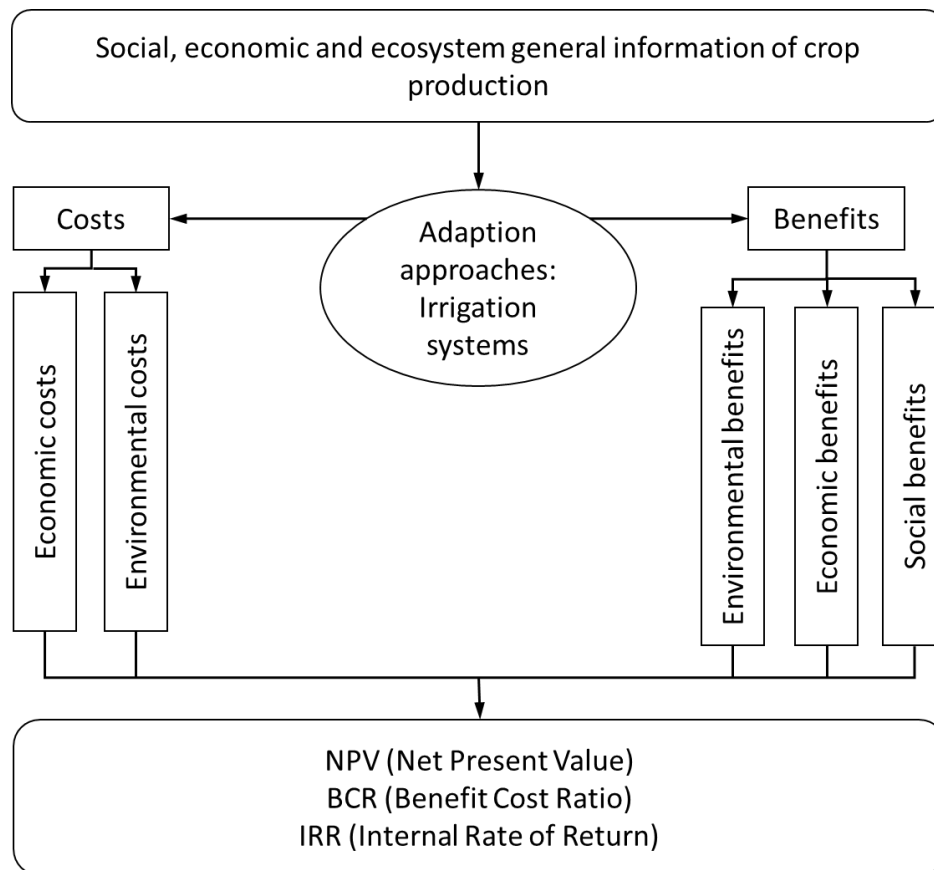 Social, economic and ecosystem general information of crop
production
Costs
Adaption
approaches:
Irrigation
systems
Benefits
Economic costs
Environmental costs
Environmental benefits
Economic benefits
Social benefits
NPV (Net Present Value)
BCR (Benefit Cost Ratio)
IRR (Internal Rate of Return)